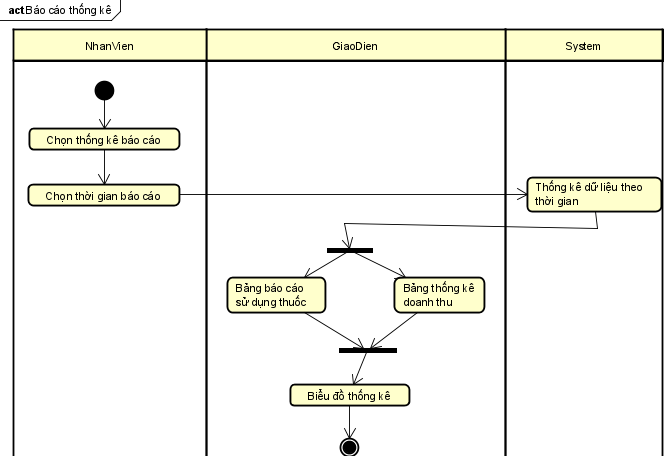 act Báo cáo thống kê
NhanVien
GiaoDien
System
Chọn thống kê báo cáo
Chọn thời gian báo cáo
Thống kê dữ liệu theo
thời gian
Bảng báo cáo
sử dụng thuốc
Bảng thống kê
doanh thu
Biểu đồ thống kê